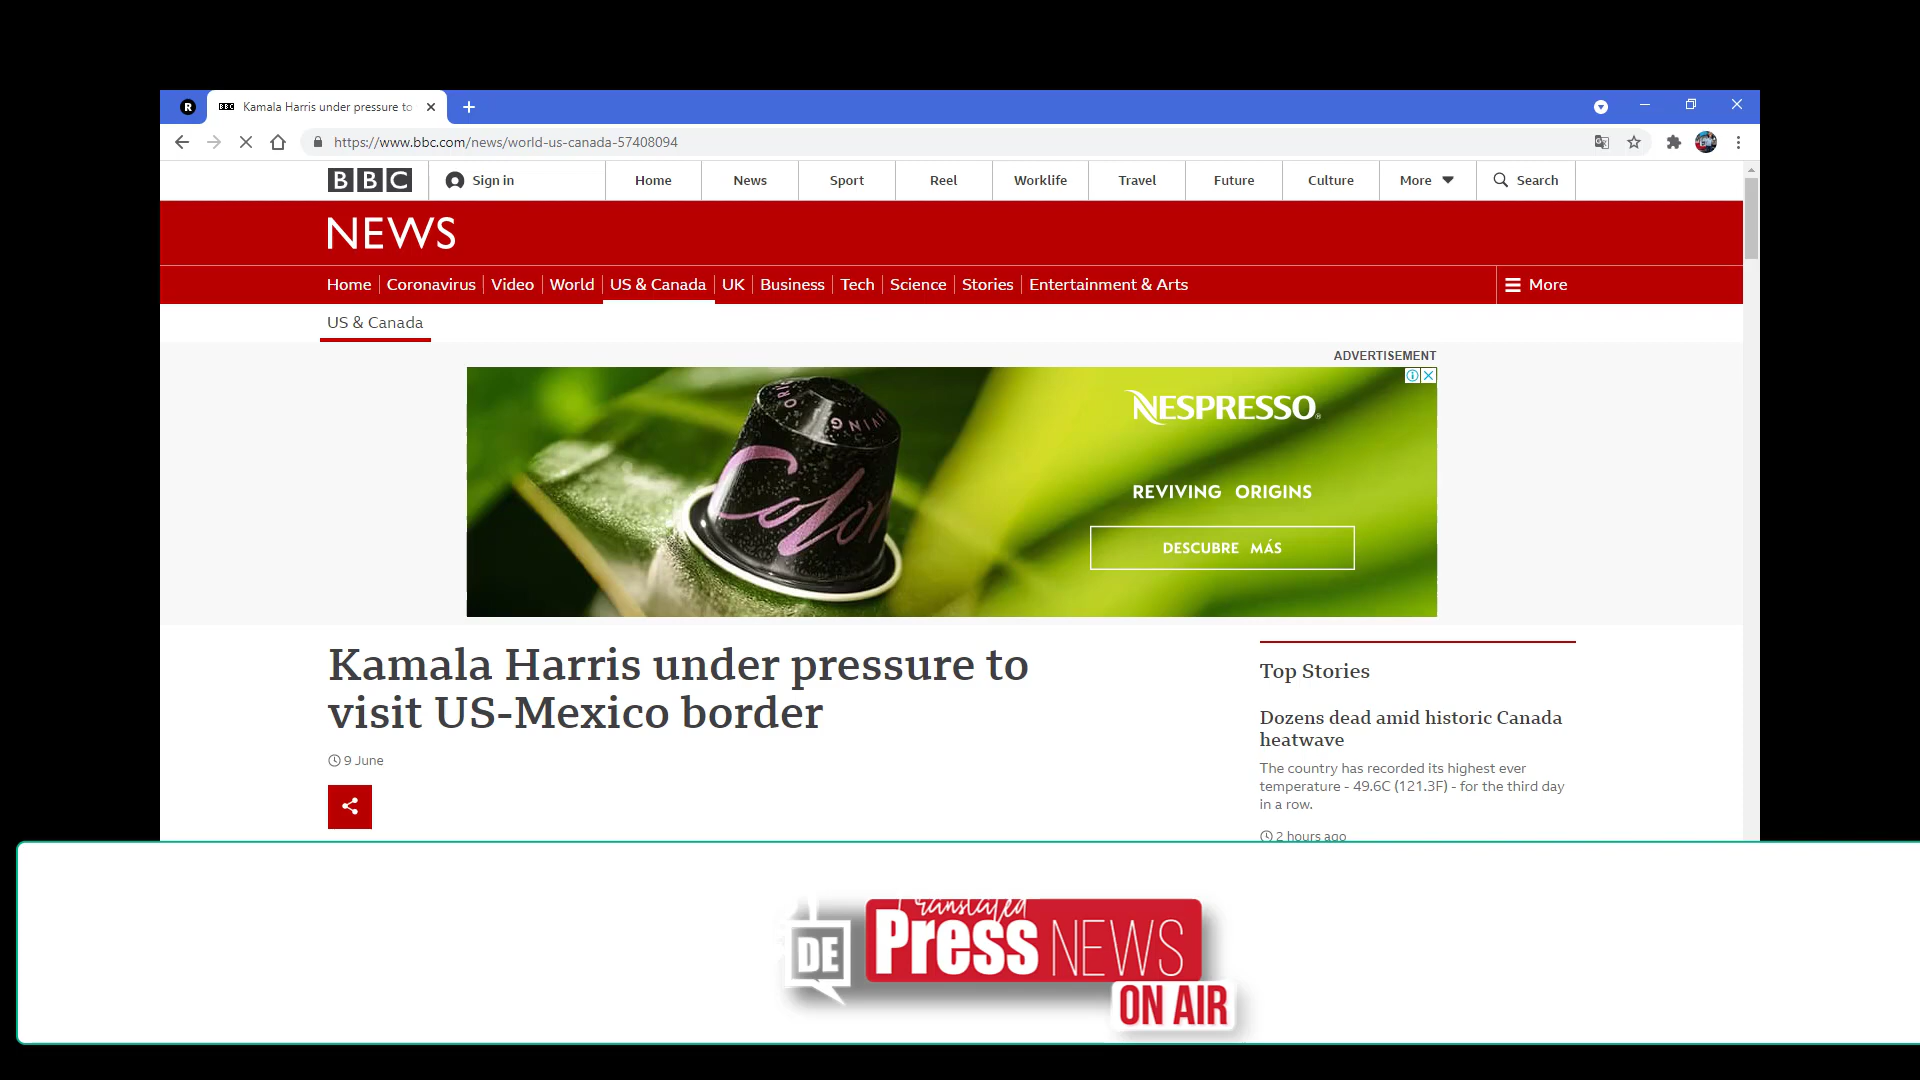 R
BBC Kamala Harris under pressure to
https://www.bbc.com/news/world-us-canada-57408094
BBC Sign in Home News Sport Reel Worklife Travel Future Culture More Search
NEWS
Home Coronavirus Video World US & Canada UK Business Tech Science Stories Entertainment & Arts More
US & Canada
ADVERTISEMENT
NESPRESSO
REVIVING ORIGINS
DESCUBRE MÁS
Kamala Harris under pressure to
visit US-Mexico border
9 June
Top Stories
Dozens dead amid historic Canada
heatwave
The country has recorded its highest ever
temperature - 49.6C (121.3F) - for the third day
in a row.
2 hours ago
Translated
DE Press NEWS
ON AIR